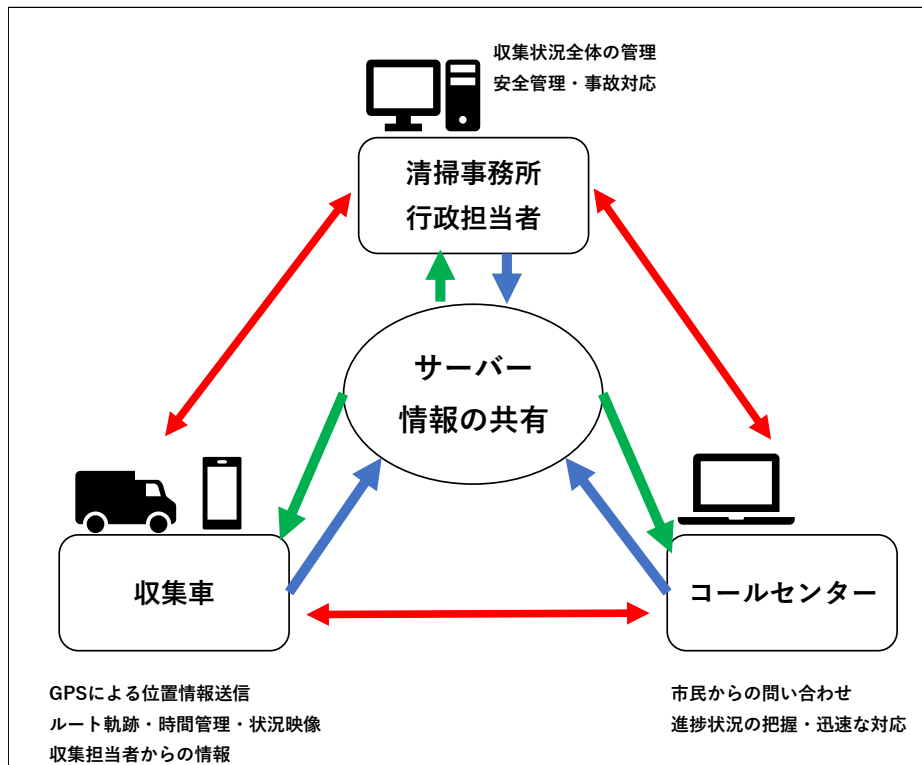 収集状況全体の管理
安全管理・事故対応
清掃事務所
行政担当者
サーバー
情報の共有
収集車
コールセンター
GPSによる位置情報送信
ルート軌跡・時間管理・状況映像
収集担当者からの情報
市民からの問い合わせ
進捗状況の把握・迅速な対応